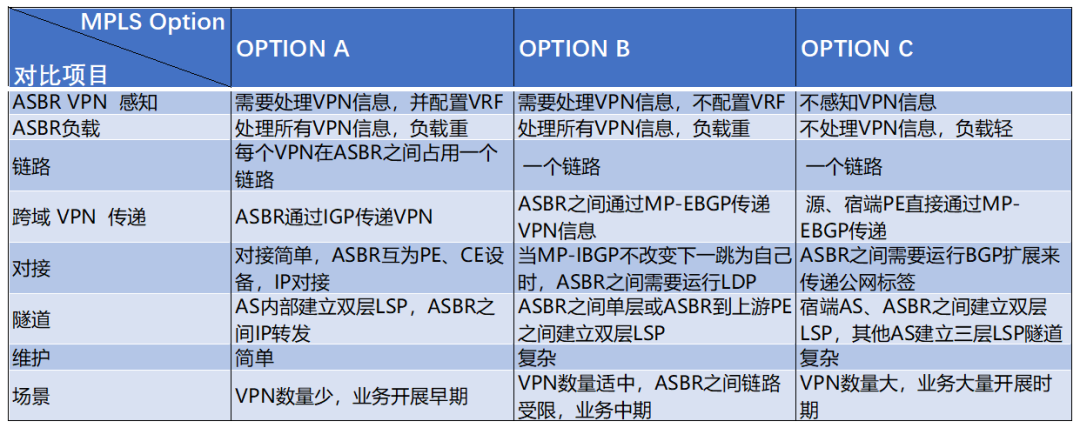 MPLS Option
对比项目
OPTION A
OPTION B
OPTION C
ASBR VPN 感知
需要处理VPN信息，并配置VRF
需要处理VPN信息，不配置VRF
不感知VPN信息
ASBR负载
处理所有VPN信息，负载重
处理所有VPN信息，负载重
不处理VPN信息，负载轻
链路
每个VPN在ASBR之间占用一个
链路
一个链路
一个链路
跨域 VPN 传递
ASBR通过IGP传递VPN
ASBR之间通过MP-EBGP传递
VPN信息
源、宿端PE直接通过MP-
EBGP传递
对接
对接简单，ASBR互为PE、CE设
备，IP对接
当MP-IBGP不改变下一跳为自己
时，ASBR之间需要运行LDP
ASBR之间需要运行BGP扩展来
传递公网标签
隧道
AS内部建立双层LSP，ASBR之
间IP转发
ASBR之间单层或ASBR到上游PE
之间建立双层LSP
宿端AS、ASBR之间建立双层
LSP，其他AS建立三层LSP隧道
维护
简单
复杂
复杂
场景
VPN数量少，业务开展早期
VPN数量适中，ASBR之间链路
受限，业务中期
VPN数量大，业务大量开展时
期